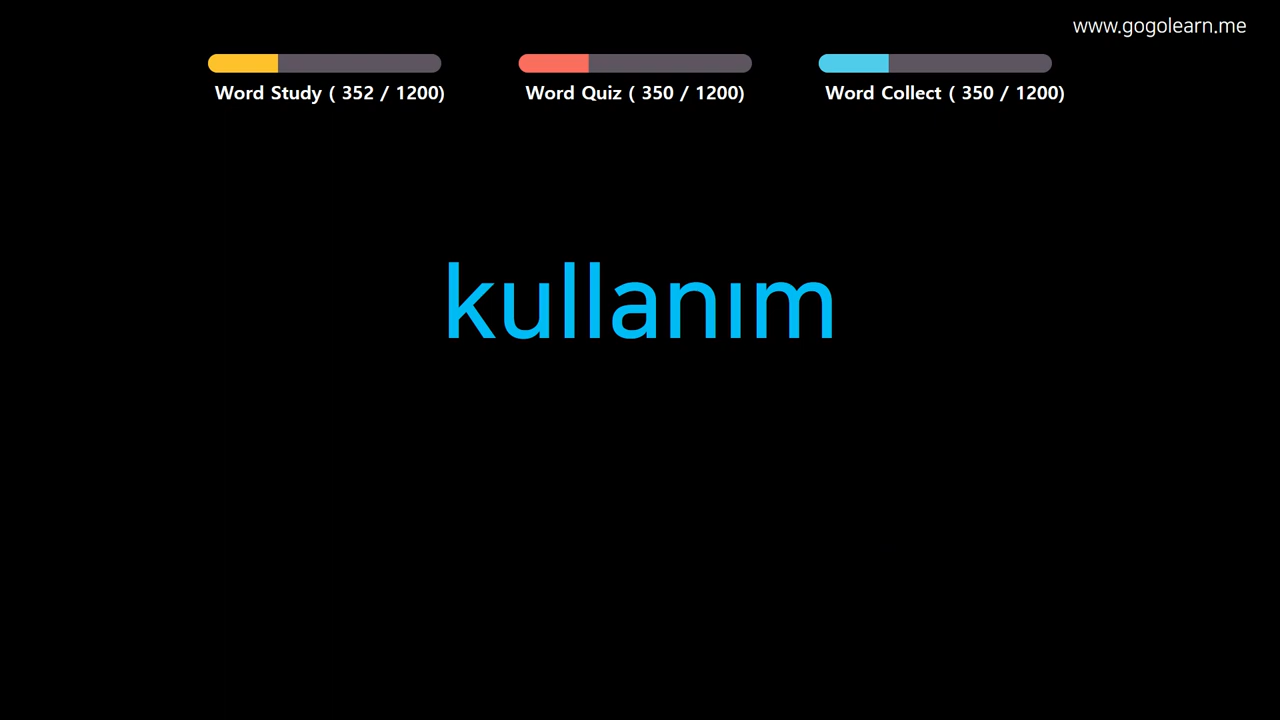 www.gogolearn.me
Word Study ( 352 / 1200)
Word Quiz ( 350 / 1200)
Word Collect ( 350 / 1200)
kullanım